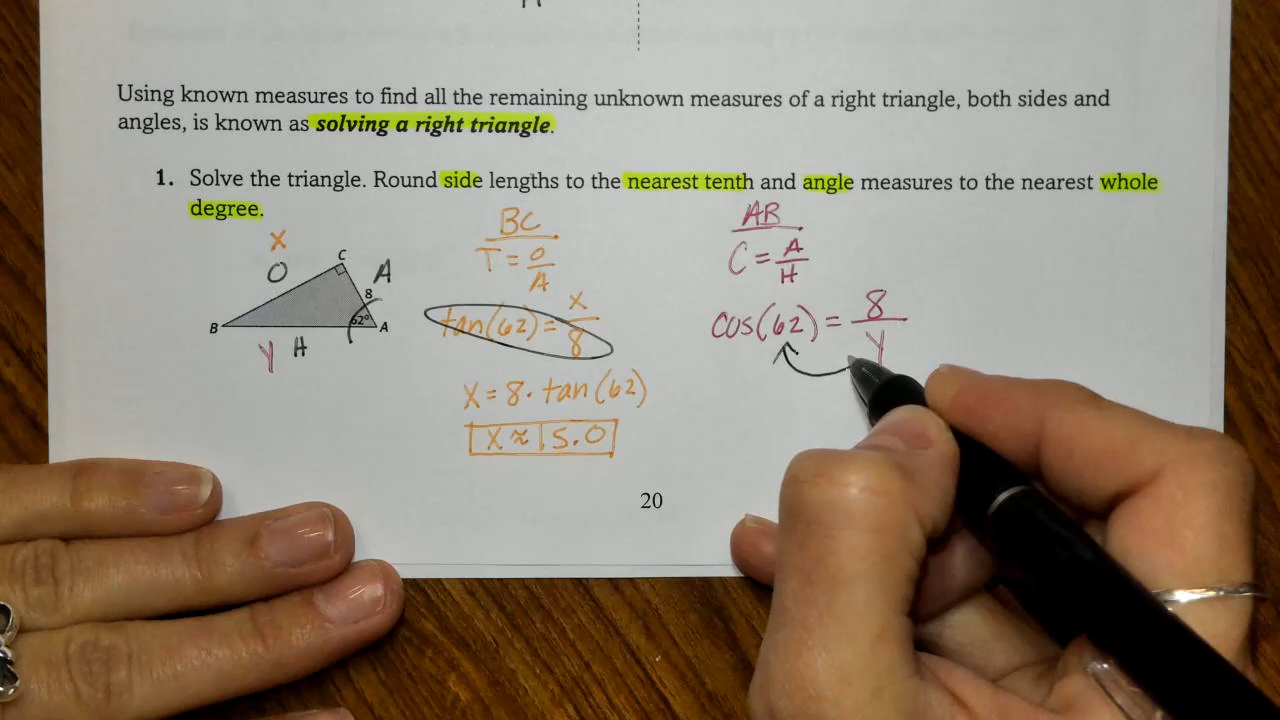 Using known measures to find all the remaining unknown measures of a right triangle, both sides and
angles, is known as solving a right triangle.
1. Solve the triangle. Round side lengths to the nearest tenth and angle measures to the nearest whole
degree.
X
O
C
A
8
62°
B
A
Y H
BC
T = O/A
tan(62) = X/8
X = 8 · tan(62)
X ≈ 15.0
AB
C = A/H
cos(62) = 8/Y
20